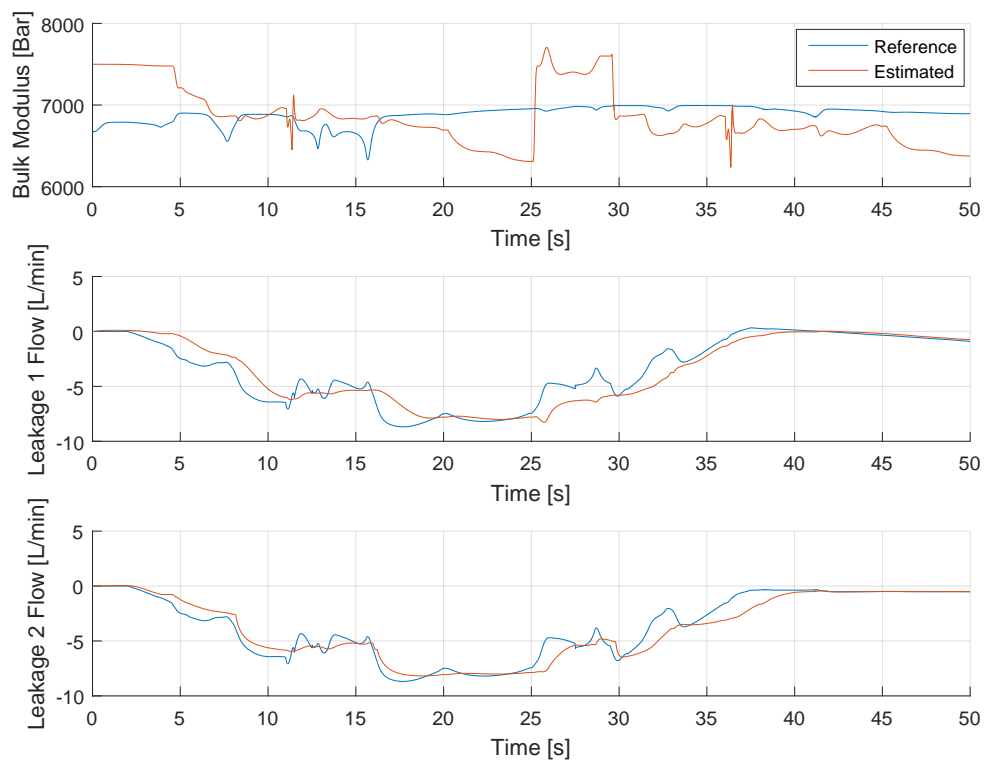 8000
7000
6000
Bulk Modulus [Bar]
Reference
Estimated
0 5 10 15 20 25 30 35 40 45 50
Time [s]
5
0
-5
-10
Leakage 1 Flow [L/min]
0 5 10 15 20 25 30 35 40 45 50
Time [s]
5
0
-5
-10
Leakage 2 Flow [L/min]
0 5 10 15 20 25 30 35 40 45 50
Time [s]